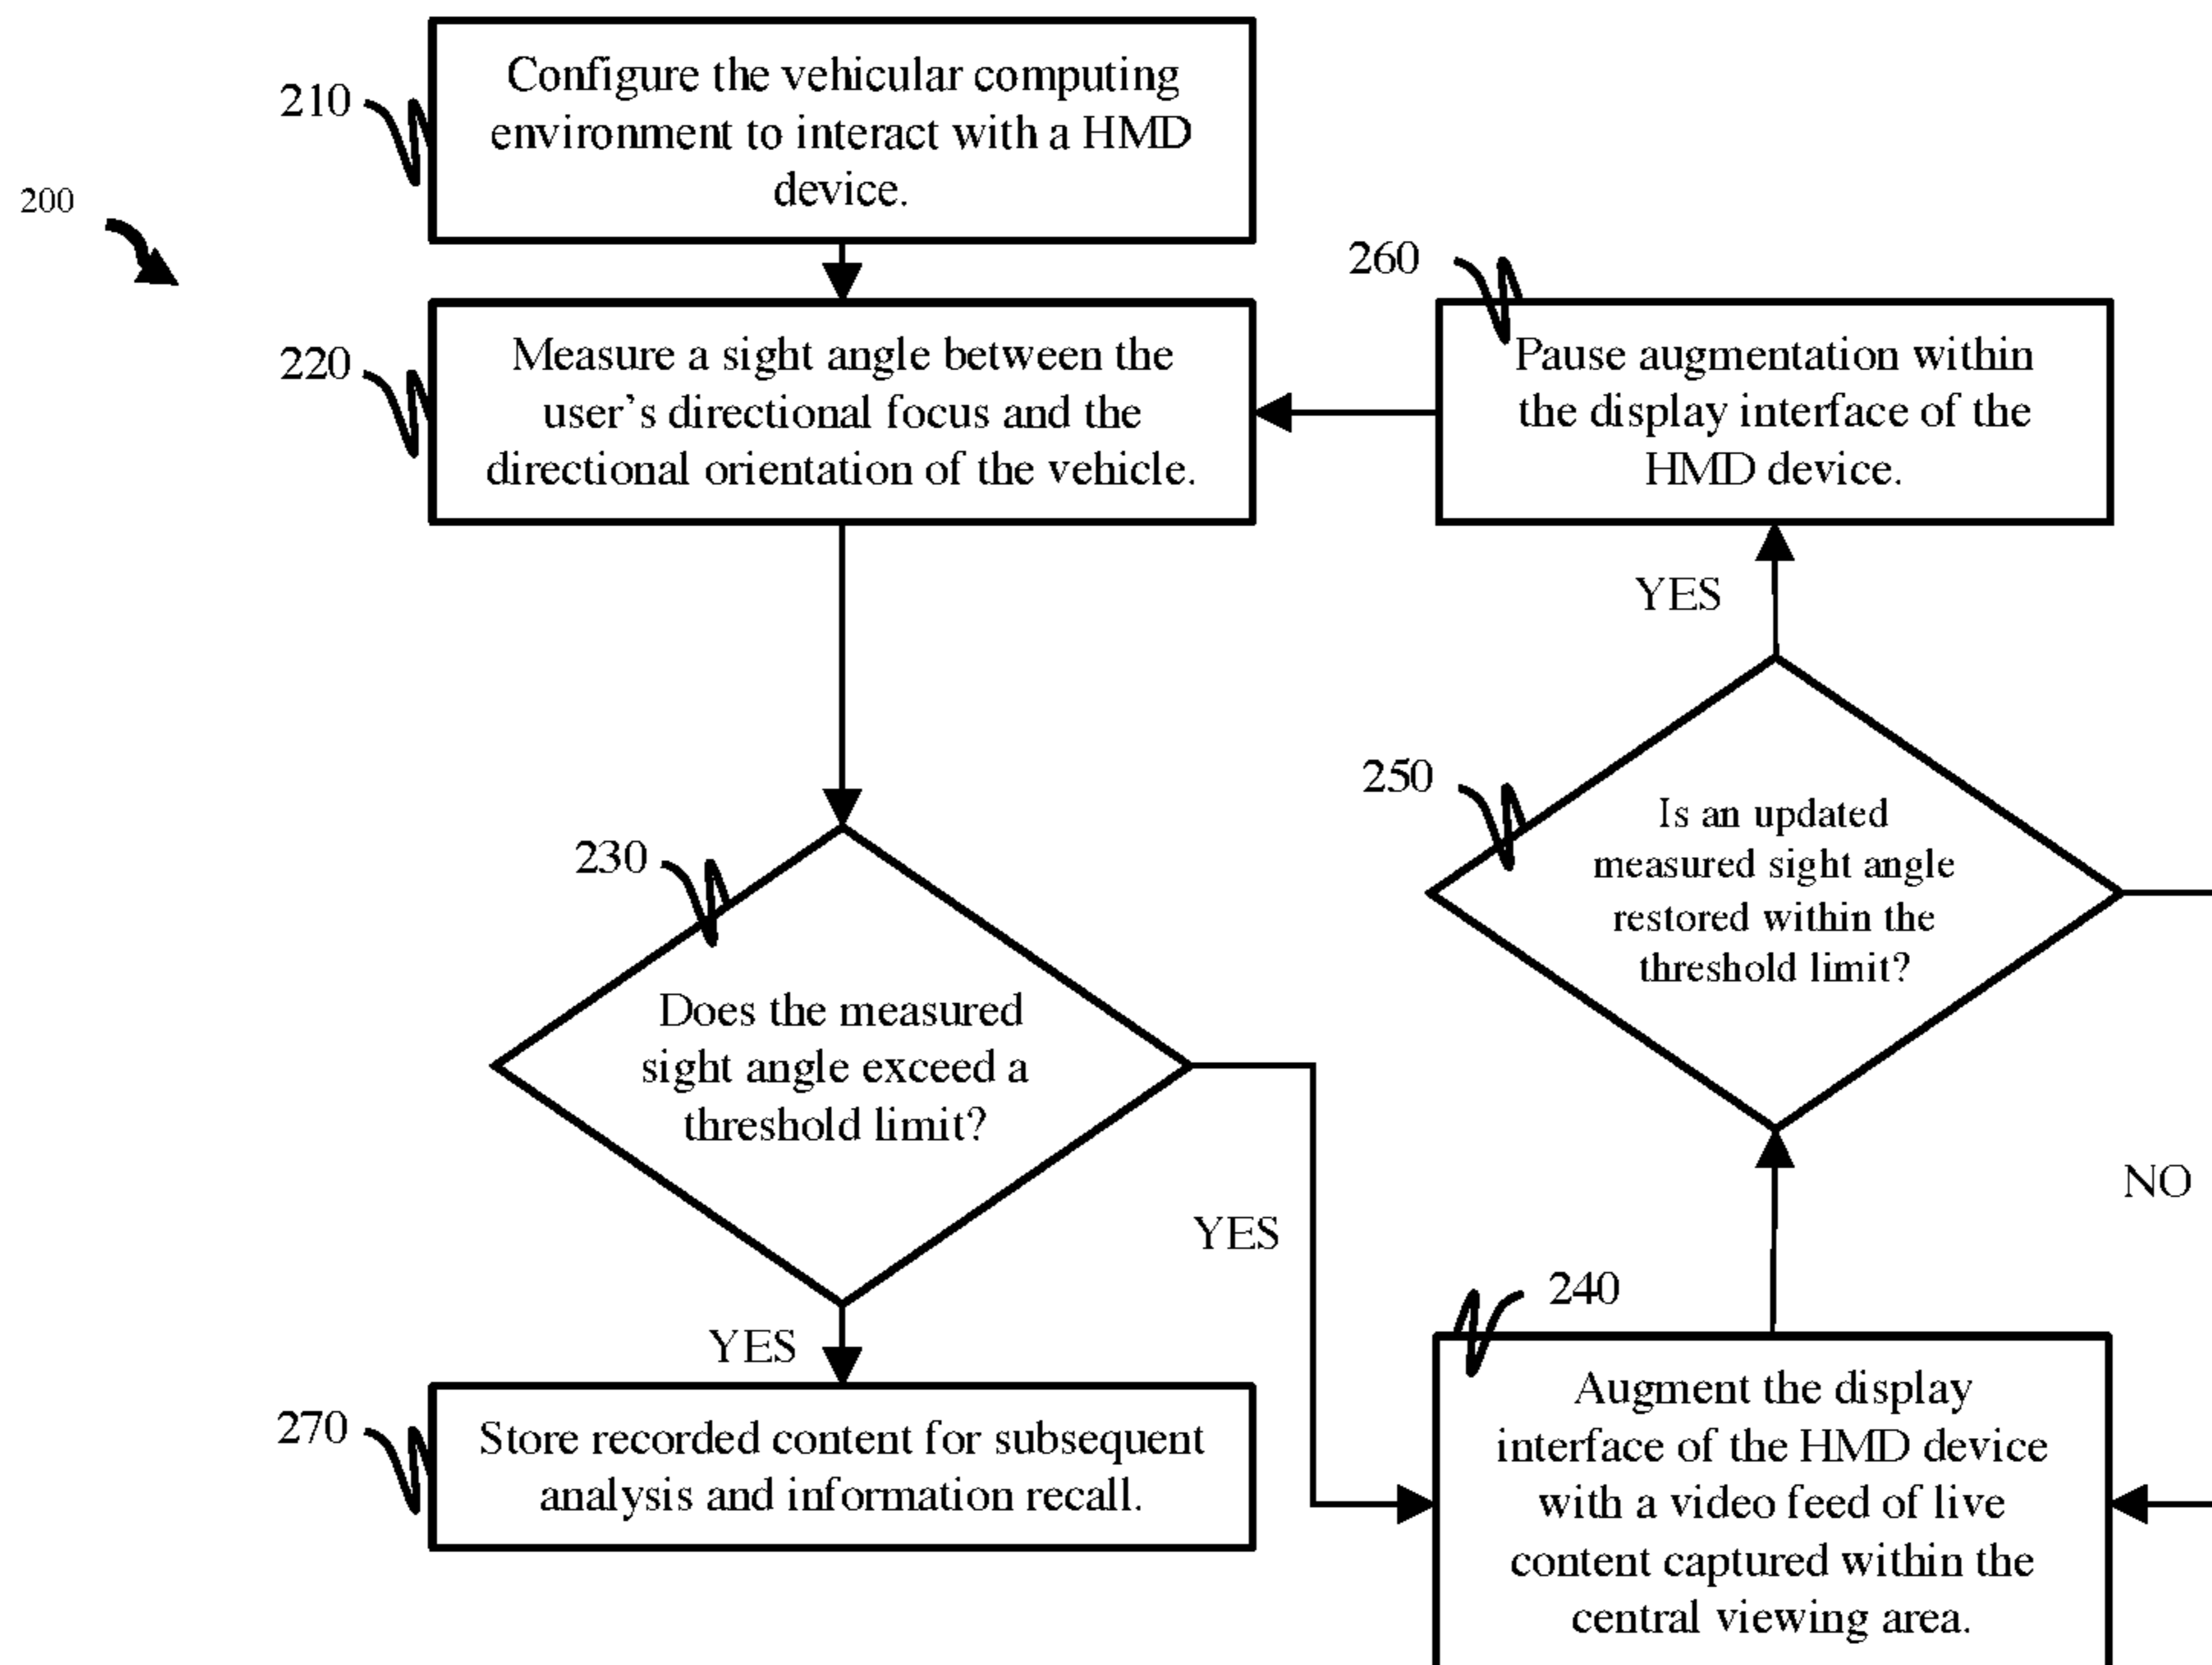 210
Configure the vehicular computing
environment to interact with a HMD
device.
200
220
Measure a sight angle between the
user’s directional focus and the
directional orientation of the vehicle.
260
Pause augmentation within
the display interface of the
HMD device.
YES
250
Is an updated
measured sight angle
restored within the
threshold limit?
NO
230
Does the measured
sight angle exceed a
threshold limit?
YES
YES
240
Augment the display
interface of the HMD device
with a video feed of live
content captured within the
central viewing area.
270
Store recorded content for subsequent
analysis and information recall.